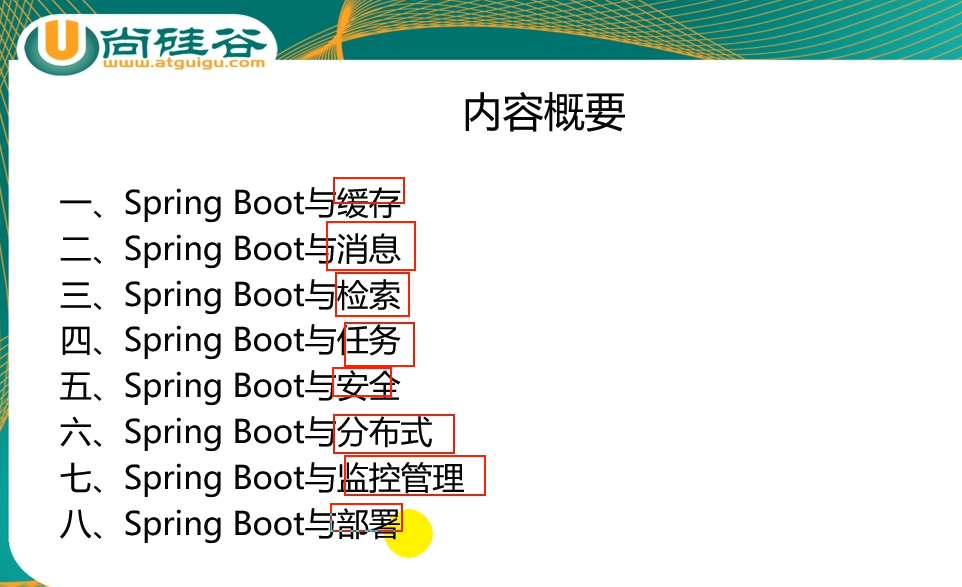 尚硅谷
www.atguigu.com
内容概要
一、Spring Boot与缓存
二、Spring Boot与消息
三、Spring Boot与检索
四、Spring Boot与任务
五、Spring Boot与安全
六、Spring Boot与分布式
七、Spring Boot与监控管理
八、Spring Boot与部署